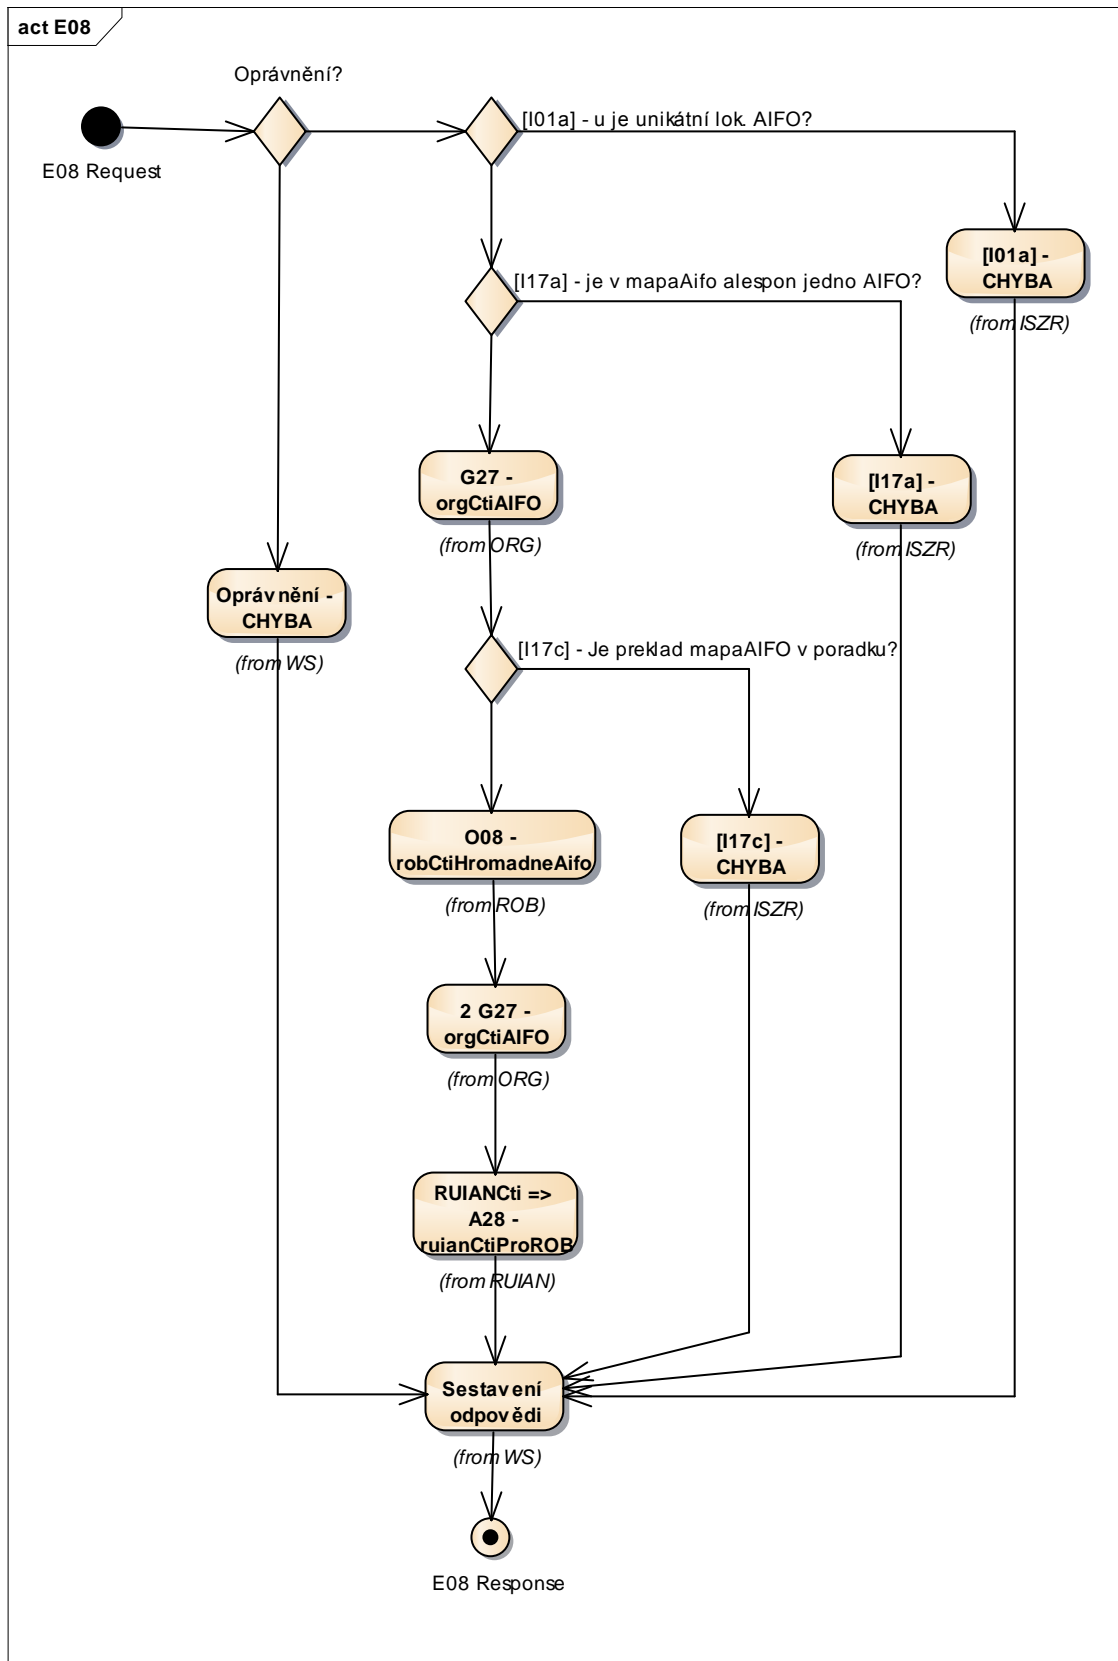 act E08
Oprávnění?
E08 Request
[I01a] - u je unikátní lok. AIFO?
[I01a] -
CHYBA
(from ISZR)
[I17a] - je v mapaAifo alespon jedno AIFO?
G27 -
orgCtiAIFO
(from ORG)
[I17a] -
CHYBA
(from ISZR)
Oprávnění -
CHYBA
(from WS)
[I17c] - Je preklad mapaAIFO v poradku?
O08 -
robCtiHromadneAifo
(from ROB)
[I17c] -
CHYBA
(from ISZR)
2 G27 -
orgCtiAIFO
(from ORG)
RUIANCti =>
A28 -
ruianCtiProROB
(from RUIAN)
Sestavení
odpovědi
(from WS)
E08 Response